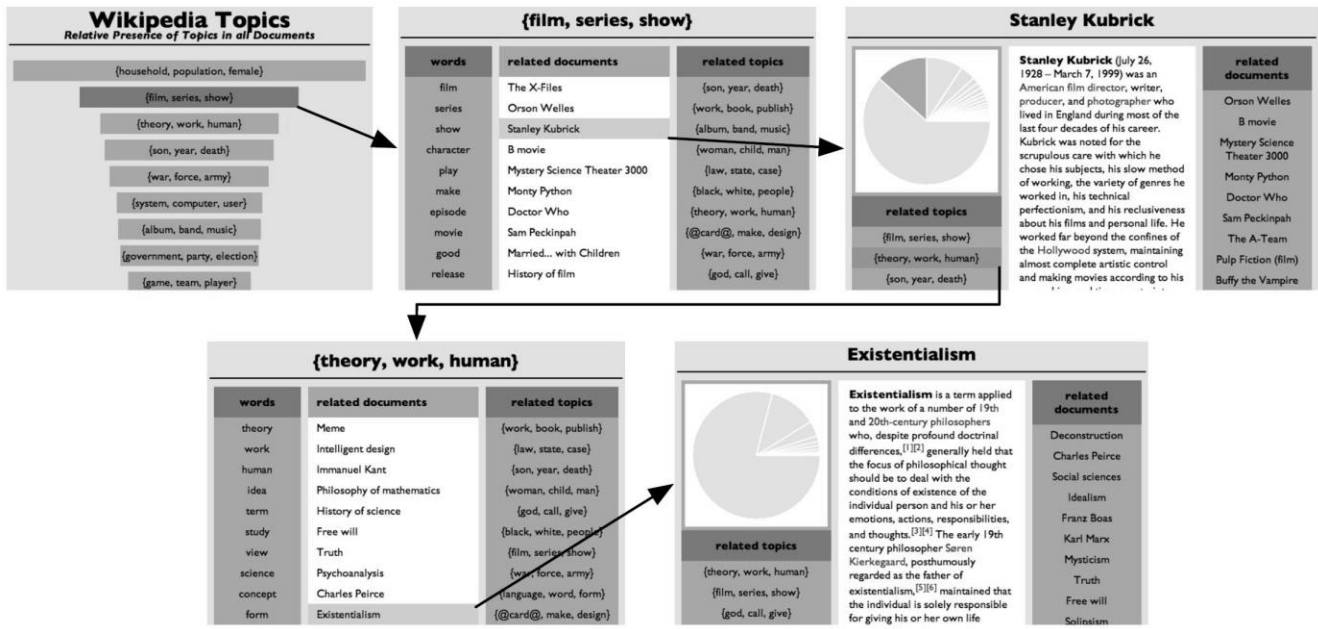 Wikipedia Topics
Relative Presence of Topics in all Documents
{household, population, female}
{film, series, show}
{theory, work, human}
{son, year, death}
{war, force, army}
{system, computer, user}
{album, band, music}
{government, party, election}
{game, team, player}
{film, series, show}
words
film
series
show
character
play
make
episode
movie
good
release
related documents
The X-Files
Orson Welles
Stanley Kubrick
B movie
Mystery Science Theater 3000
Monty Python
Doctor Who
Sam Peckinpah
Married... with Children
History of film
related topics
{son, year, death}
{work, book, publish}
{album, band, music}
{woman, child, man}
{law, state, case}
{black, white, people}
{theory, work, human}
{@card@, make, design}
{war, force, army}
{god, call, give}
Stanley Kubrick
related topics
{film, series, show}
{theory, work, human}
{son, year, death}
Stanley Kubrick (July 26,
1928 – March 7, 1999) was an
American film director, writer,
producer, and photographer who
lived in England during most of the
last four decades of his career.
Kubrick was noted for the
scrupulous care with which he
chose his subjects, his slow method
of working, the variety of genres he
worked in, his technical
perfectionism, and his reclusiveness
about his films and personal life. He
worked far beyond the confines of
the Hollywood system, maintaining
almost complete artistic control
and making movies according to his
related
documents
Orson Welles
B movie
Mystery Science
Theater 3000
Monty Python
Doctor Who
Sam Peckinpah
The A-Team
Pulp Fiction (film)
Buffy the Vampire
{theory, work, human}
words
theory
work
human
idea
term
study
view
science
concept
form
related documents
Meme
Intelligent design
Immanuel Kant
Philosophy of mathematics
History of science
Free will
Truth
Psychoanalysis
Charles Peirce
Existentialism
related topics
{work, book, publish}
{law, state, case}
{son, year, death}
{woman, child, man}
{god, call, give}
{black, white, people}
{film, series, show}
{war, force, army}
{language, word, form}
{@card@, make, design}
Existentialism
related topics
{theory, work, human}
{film, series, show}
{god, call, give}
Existentialism is a term applied
to the work of a number of 19th
and 20th-century philosophers
who, despite profound doctrinal
differences,[1][2] generally held that
the focus of philosophical thought
should be to deal with the
conditions of existence of the
individual person and his or her
emotions, actions, responsibilities,
and thoughts.[3][4] The early 19th
century philosopher Søren
Kierkegaard, posthumously
regarded as the father of
existentialism,[5][6] maintained that
the individual is solely responsible
for giving his or her own life
related
documents
Deconstruction
Charles Peirce
Social sciences
Idealism
Franz Boas
Karl Marx
Mysticism
Truth
Free will
Solipsism